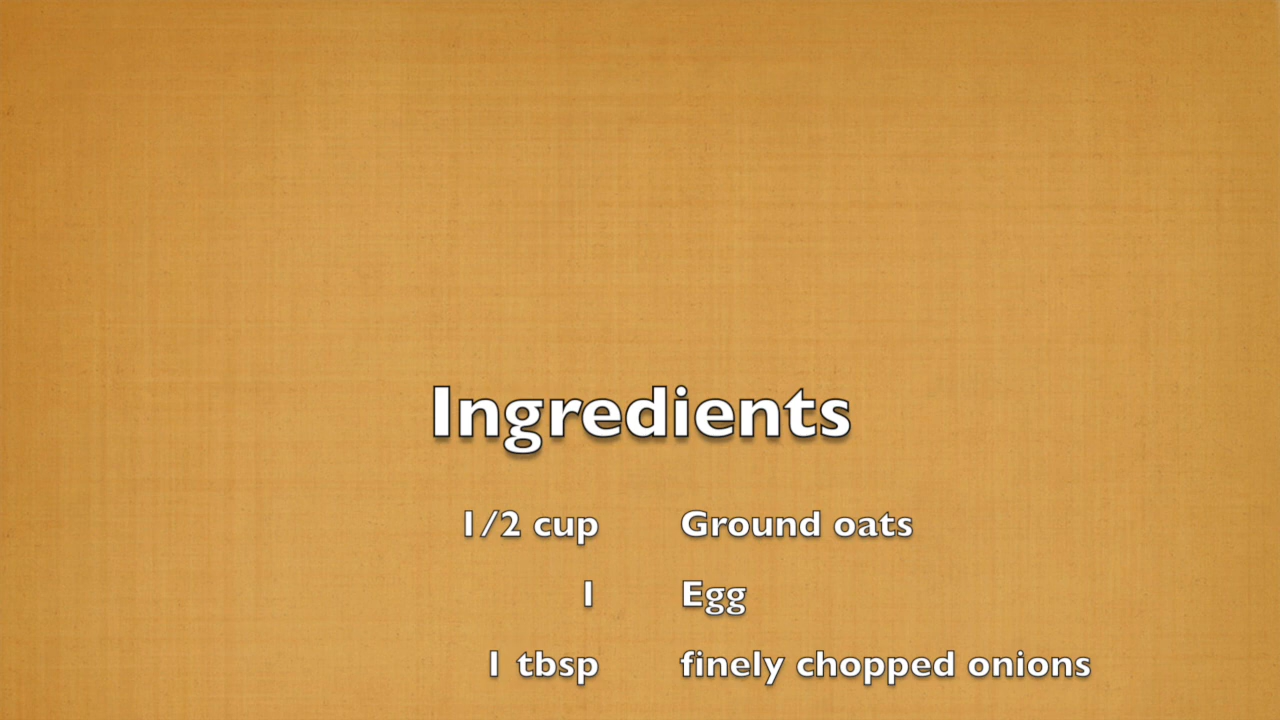 Ingredients
1/2 cup Ground oats
1 Egg
1 tbsp finely chopped onions